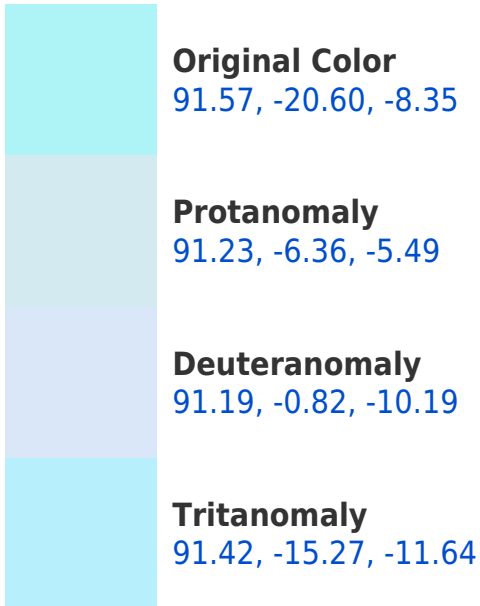 Original Color
91.57, -20.60, -8.35
Protanomaly
91.23, -6.36, -5.49
Deuteranomaly
91.19, -0.82, -10.19
Tritanomaly
91.42, -15.27, -11.64